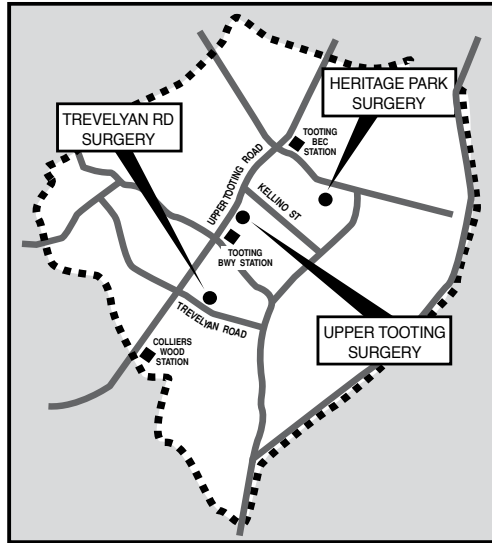 HERITAGE PARK
SURGERY
TREVELYAN RD
SURGERY
TOOTING
BEC
STATION
UPPER TOOTING ROAD
KELLINO ST
TOOTING
BWY STATION
TREVELYAN ROAD
UPPER TOOTING
SURGERY
COLLIERS
WOOD
STATION